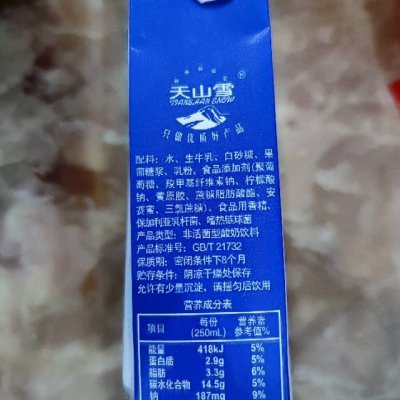 天山雪
TIANSHAN SNOW
只做优质好产品
配料：水、生牛乳、白砂糖、果
葡糖浆、乳粉、食品添加剂(聚葡
萄糖、羧甲基纤维素钠、柠檬酸
钠、黄原胶、蔗糖脂肪酸酯、安
赛蜜、三氯蔗糖)、食品用香精、
保加利亚乳杆菌、嗜热链球菌
产品类型：非活菌型酸奶饮料
产品标准号：GB/T 21732
保质期：密闭条件下8个月
贮存条件：阴凉干燥处保存
允许有少量沉淀、请摇匀后饮用
营养成分表
项目 每份(250mL) 营养素参考值%
能量 418kJ 5%
蛋白质 2.9g 5%
脂肪 3.3g 6%
碳水化合物 14.5g 5%
钠 187mg 9%